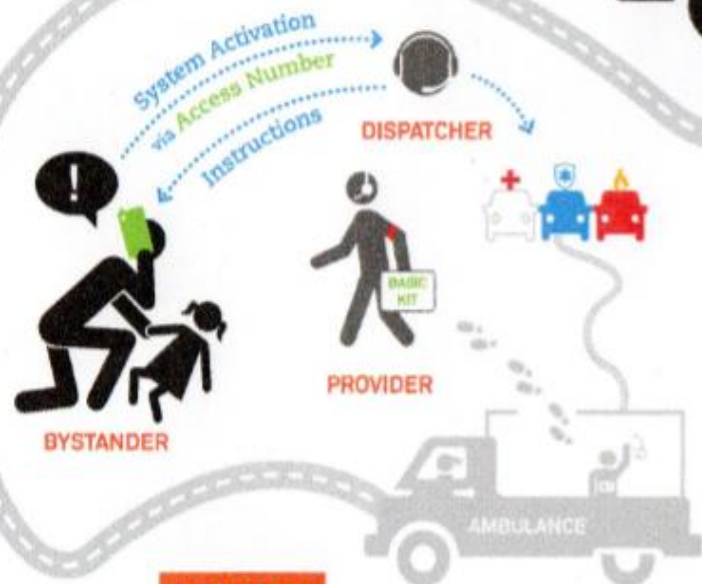 System Activation
via Access Number
Instructions
DISPATCHER
!
BASIC
KIT
PROVIDER
BYSTANDER
AMBULANCE